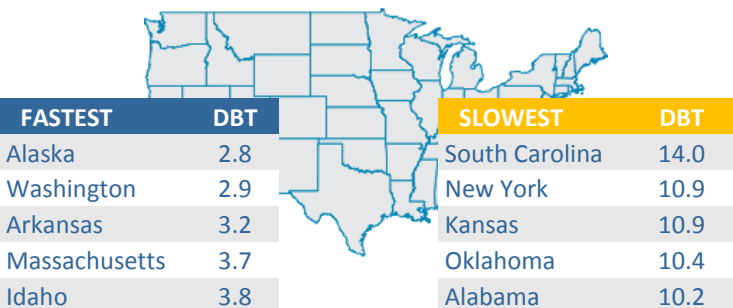 FASTEST DBT
Alaska 2.8
Washington 2.9
Arkansas 3.2
Massachusetts 3.7
Idaho 3.8
SLOWEST DBT
South Carolina 14.0
New York 10.9
Kansas 10.9
Oklahoma 10.4
Alabama 10.2